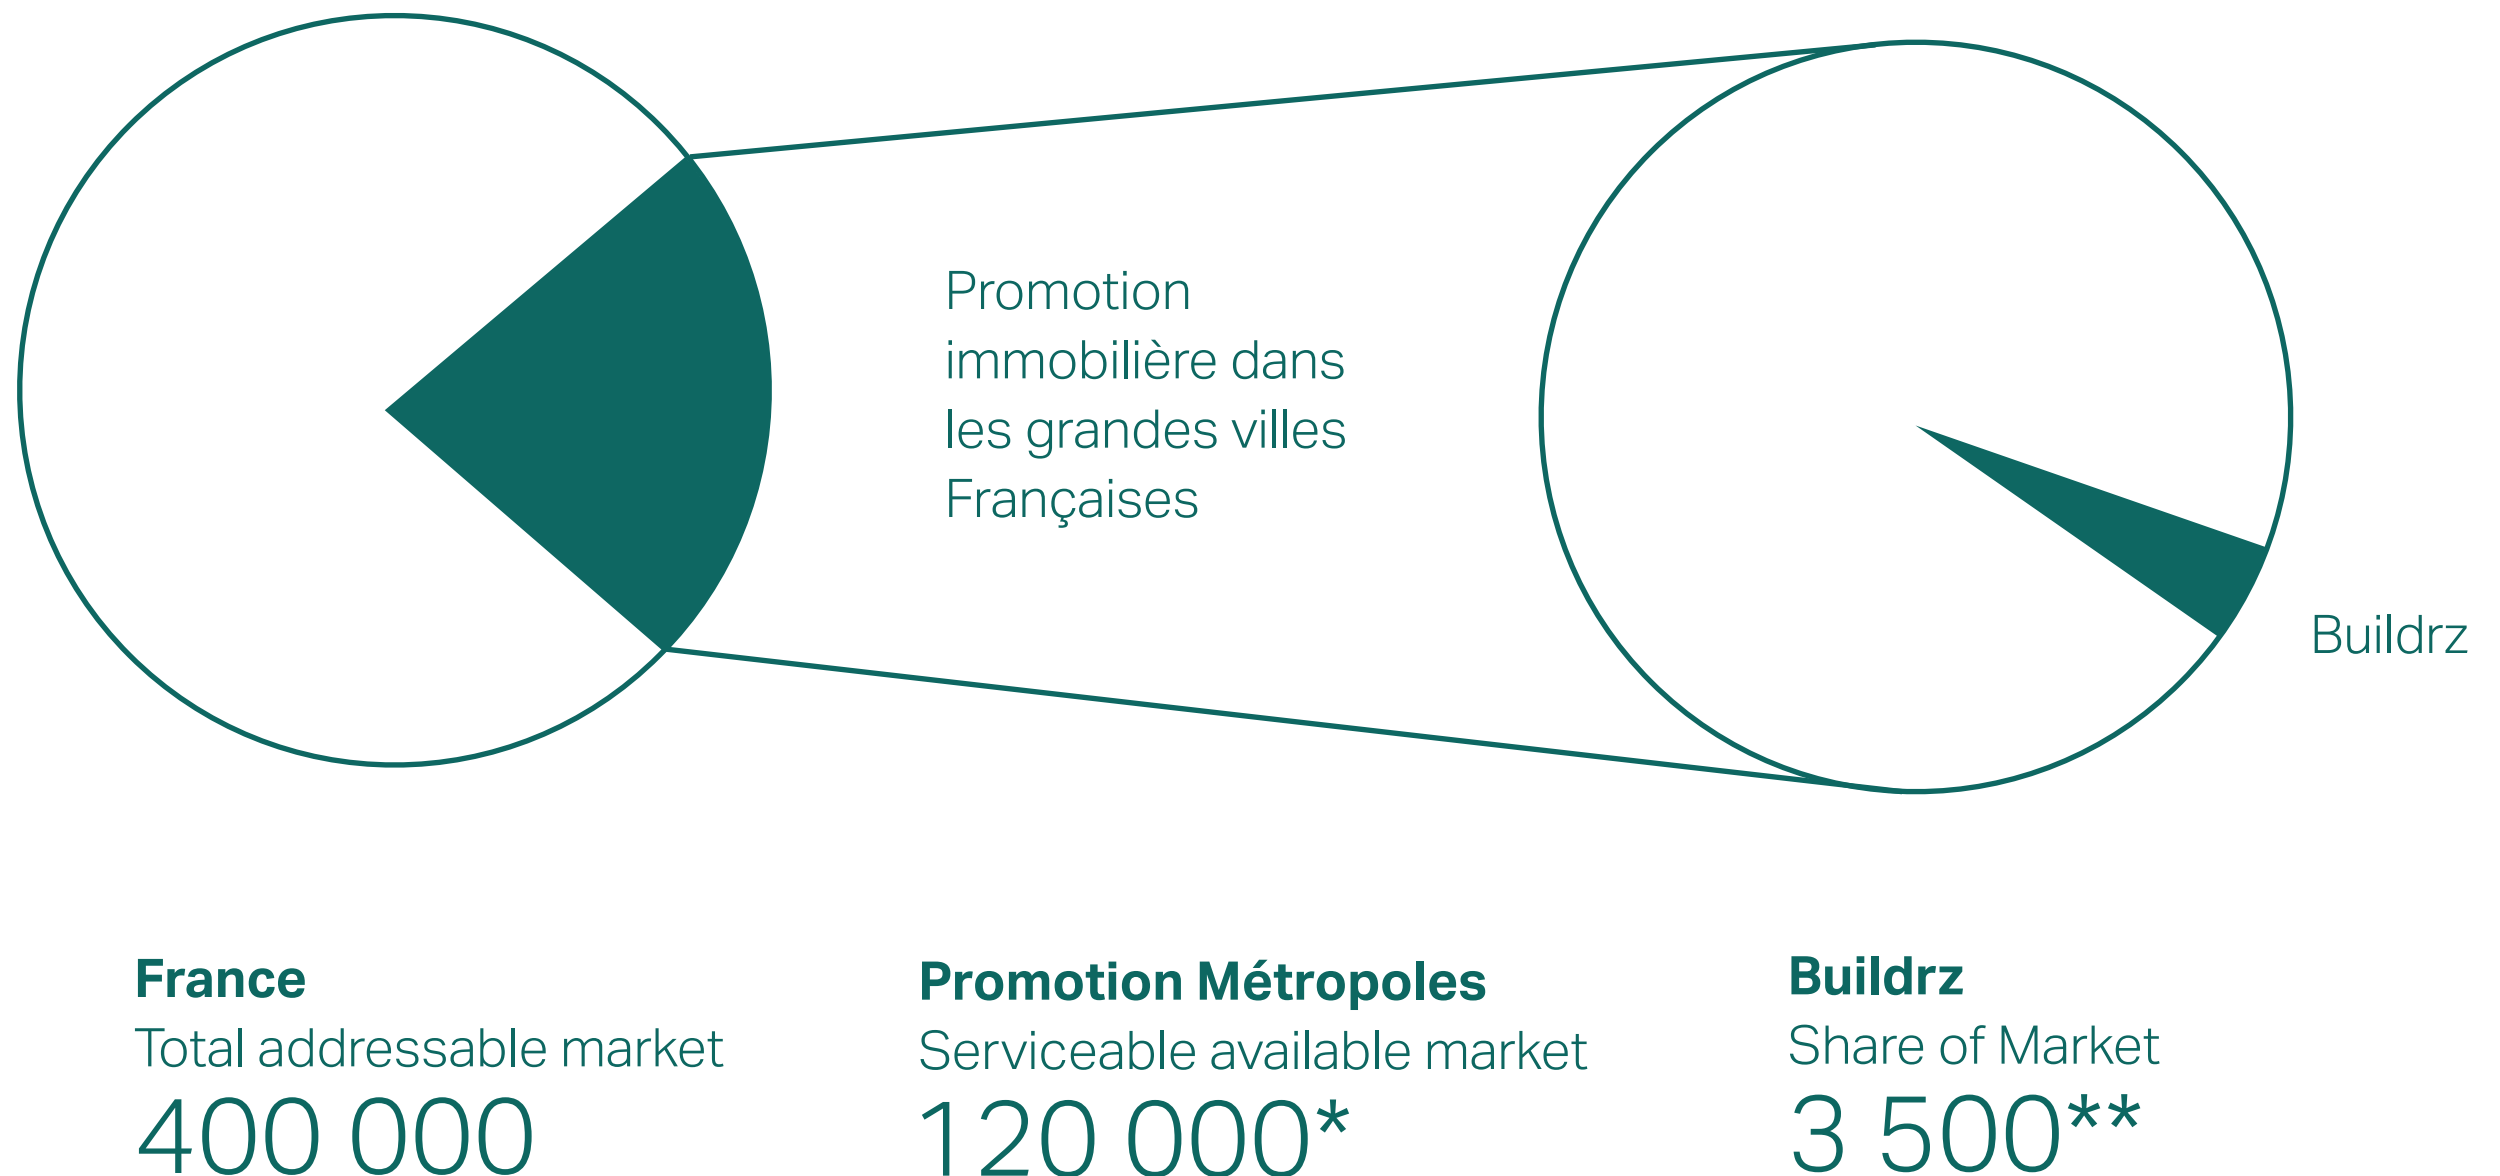 Promotion
immobilière dans
les grandes villes
Françaises
Buildrz
France
Total addressable market
400 000
Promotion Métropoles
Serviceable available market
120 000*
Buildrz
Share of Market
3 500**